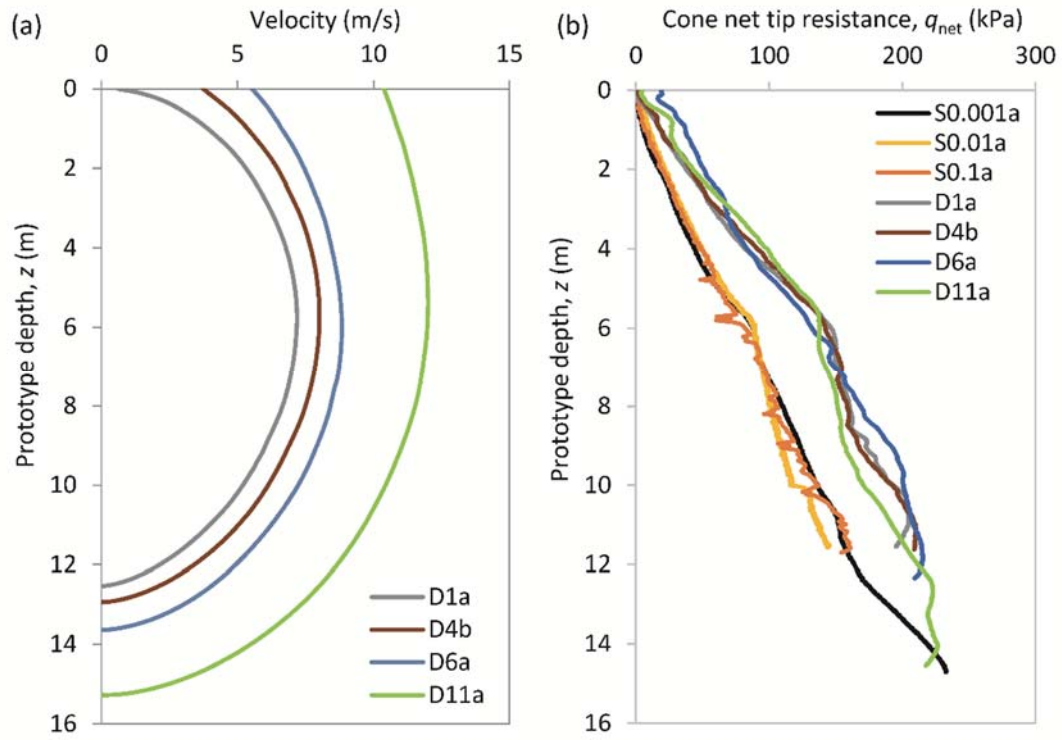 (a)
Velocity (m/s)
0 5 10 15
Prototype depth, z (m)
0
2
4
6
8
10
12
14
16
D1a
D4b
D6a
D11a
(b)
Cone net tip resistance, qnet (kPa)
0 100 200 300
Prototype depth, z (m)
0
2
4
6
8
10
12
14
16
S0.001a
S0.01a
S0.1a
D1a
D4b
D6a
D11a